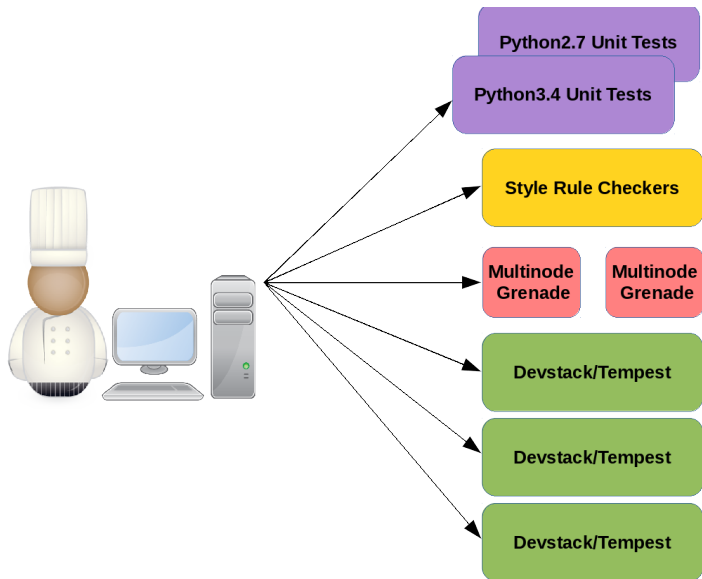 Python2.7 Unit Tests
Python3.4 Unit Tests
Style Rule Checkers
Multinode
Grenade
Multinode
Grenade
Devstack/Tempest
Devstack/Tempest
Devstack/Tempest